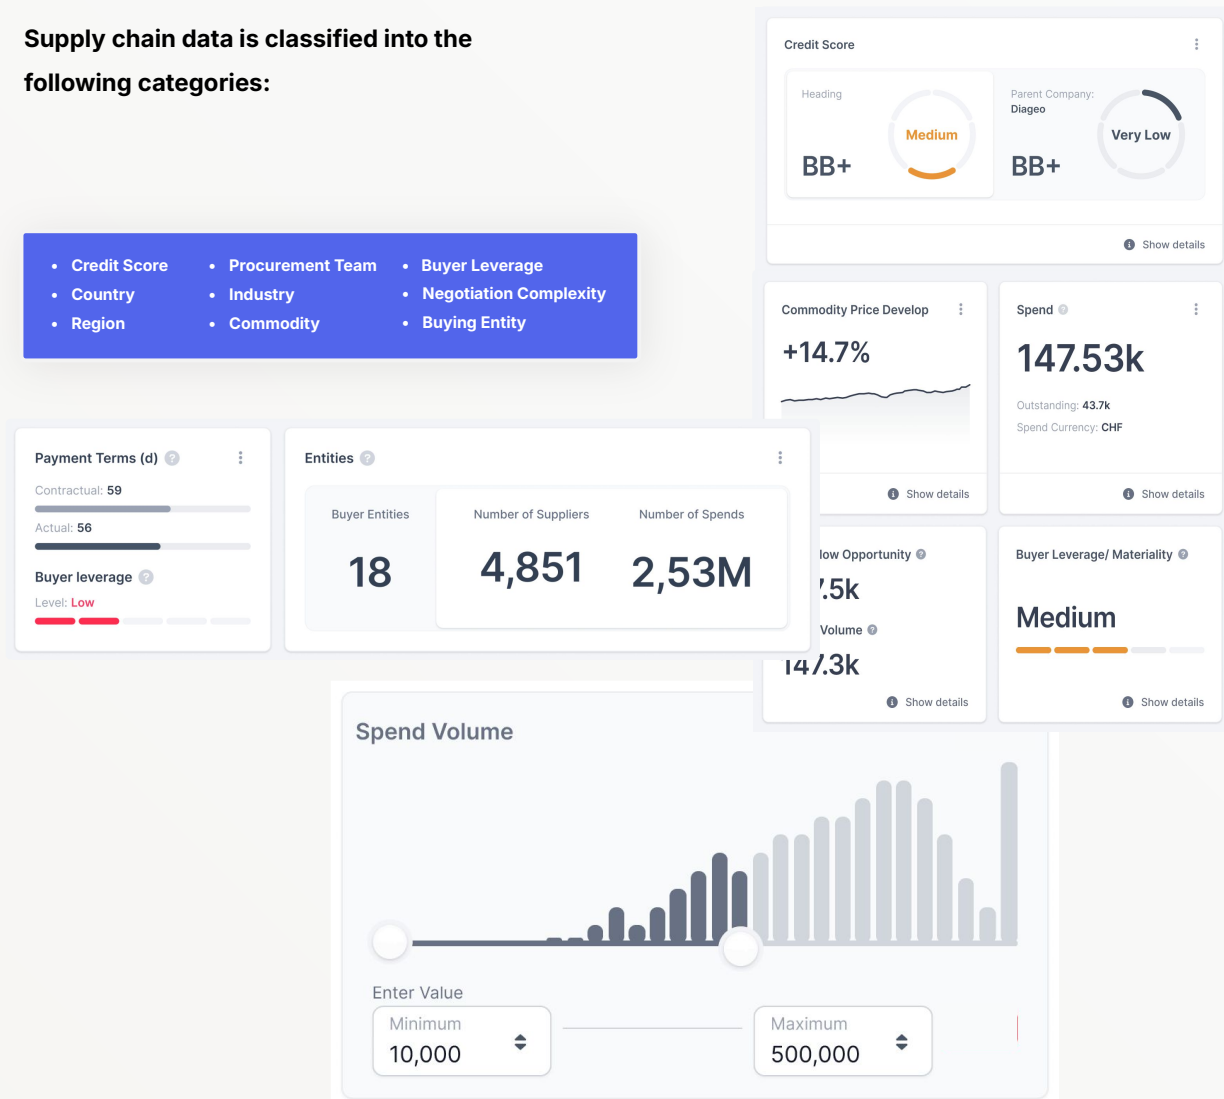 Supply chain data is classified into the
following categories:
• Credit Score
• Country
• Region
• Procurement Team
• Industry
• Commodity
• Buyer Leverage
• Negotiation Complexity
• Buying Entity
Credit Score
Heading
Medium
BB+
Parent Company:
Diageo
Very Low
BB+
Show details
Commodity Price Develop
+14.7%
Show details
Spend
147.53k
Outstanding: 43.7k
Spend Currency: CHF
Show details
Payment Terms (d)
Contractual: 59
Actual: 56
Buyer leverage
Level: Low
Entities
Buyer Entities
18
Number of Suppliers
4,851
Number of Spends
2,53M
Opportunity
.5k
Volume
147.3k
Show details
Buyer Leverage/ Materiality
Medium
Show details
Spend Volume
Enter Value
Minimum
10,000
Maximum
500,000